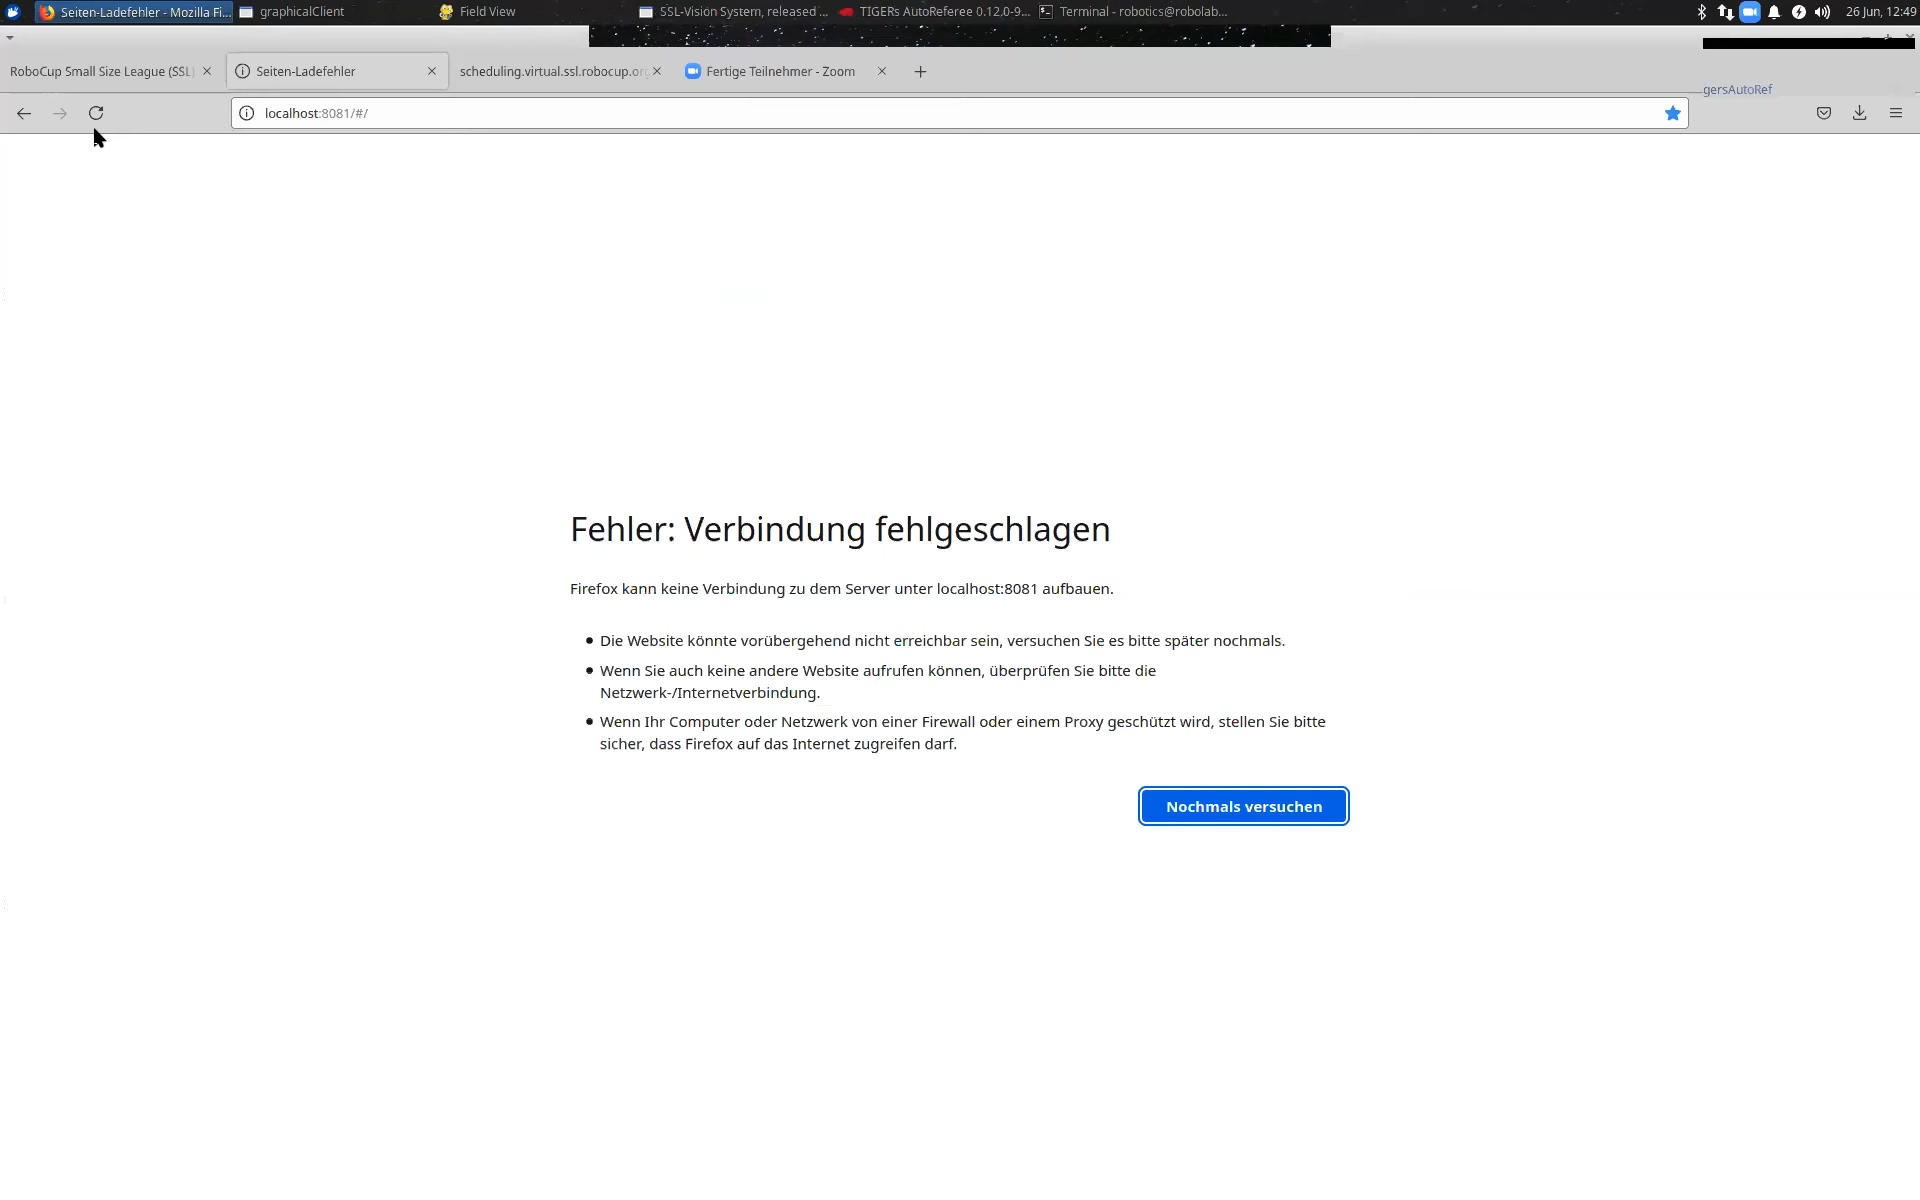 Seiten-Ladefehler - Mozilla Fi...
graphicalClient
Field View
SSL-Vision System, released ...
TIGERs AutoReferee 0.12.0-9...
Terminal - robotics@robolab...
26 Jun, 12:49
RoboCup Small Size League (SSL)
Seiten-Ladefehler
scheduling.virtual.ssl.robocup.org
Fertige Teilnehmer - Zoom
gersAutoRef
localhost:8081/#/
Fehler: Verbindung fehlgeschlagen
Firefox kann keine Verbindung zu dem Server unter localhost:8081 aufbauen.
Die Website könnte vorübergehend nicht erreichbar sein, versuchen Sie es bitte später nochmals.
Wenn Sie auch keine andere Website aufrufen können, überprüfen Sie bitte die
Netzwerk-/Internetverbindung.
Wenn Ihr Computer oder Netzwerk von einer Firewall oder einem Proxy geschützt wird, stellen Sie bitte
sicher, dass Firefox auf das Internet zugreifen darf.
Nochmals versuchen